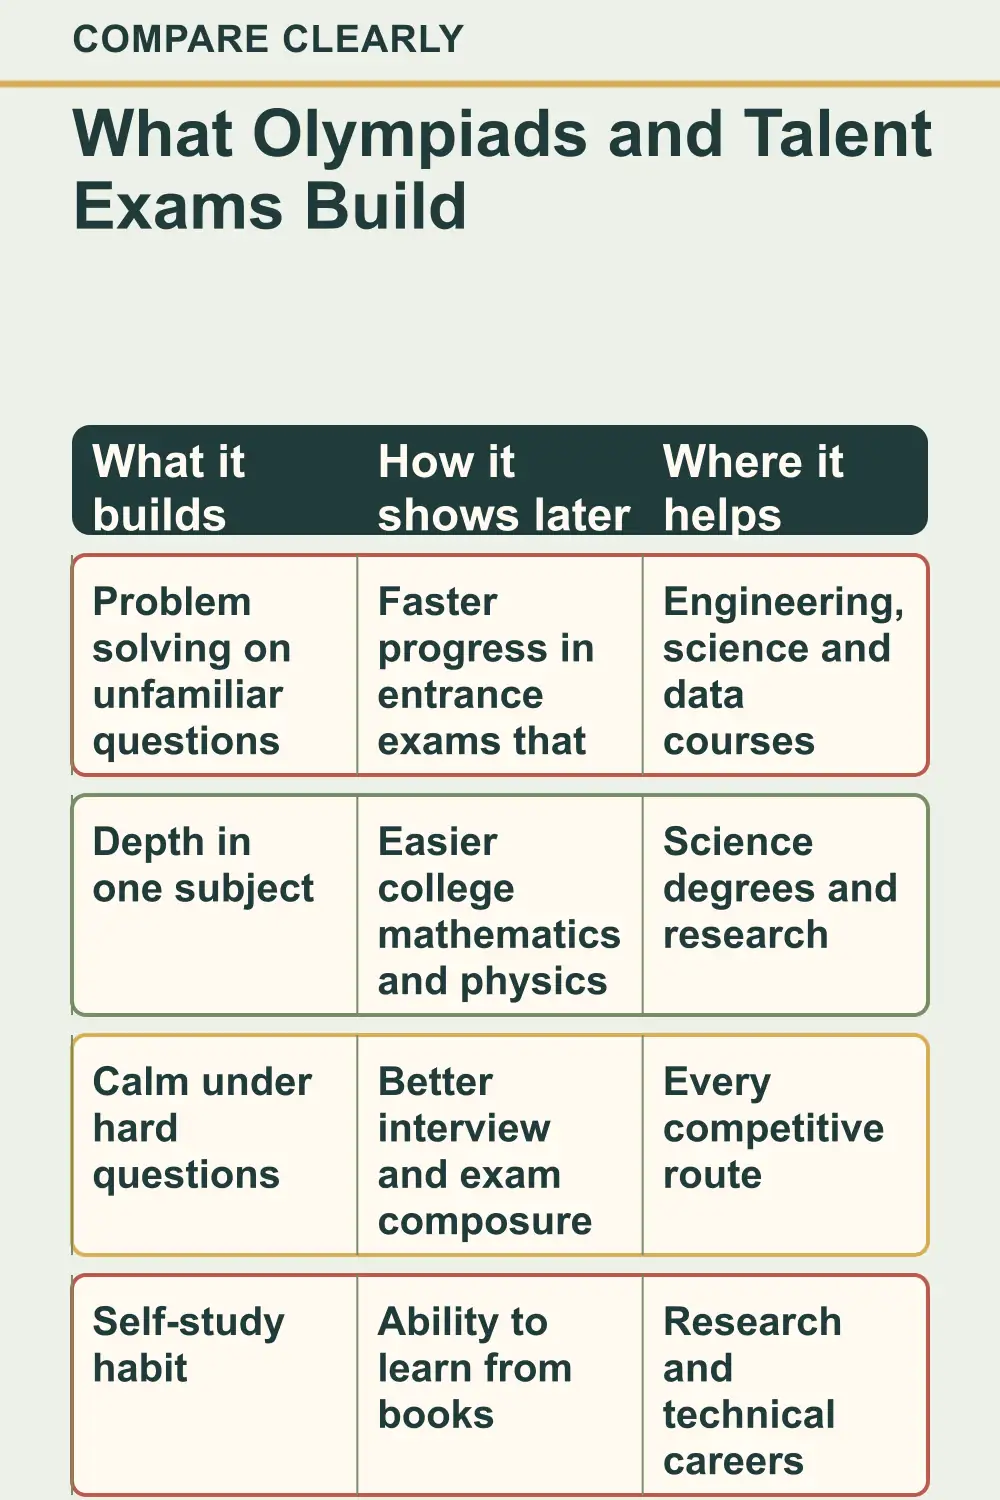 COMPARE CLEARLY
What Olympiads and Talent
Exams Build
What it
builds
How it
shows later
Where it
helps
Problem
solving on
unfamiliar
questions
Faster
progress in
entrance
exams that
Engineering,
science and
data
courses
Depth in
one subject
Easier
college
mathematics
and physics
Science
degrees and
research
Calm under
hard
questions
Better
interview
and exam
composure
Every
competitive
route
Self-study
habit
Ability to
learn from
books
Research
and
technical
careers